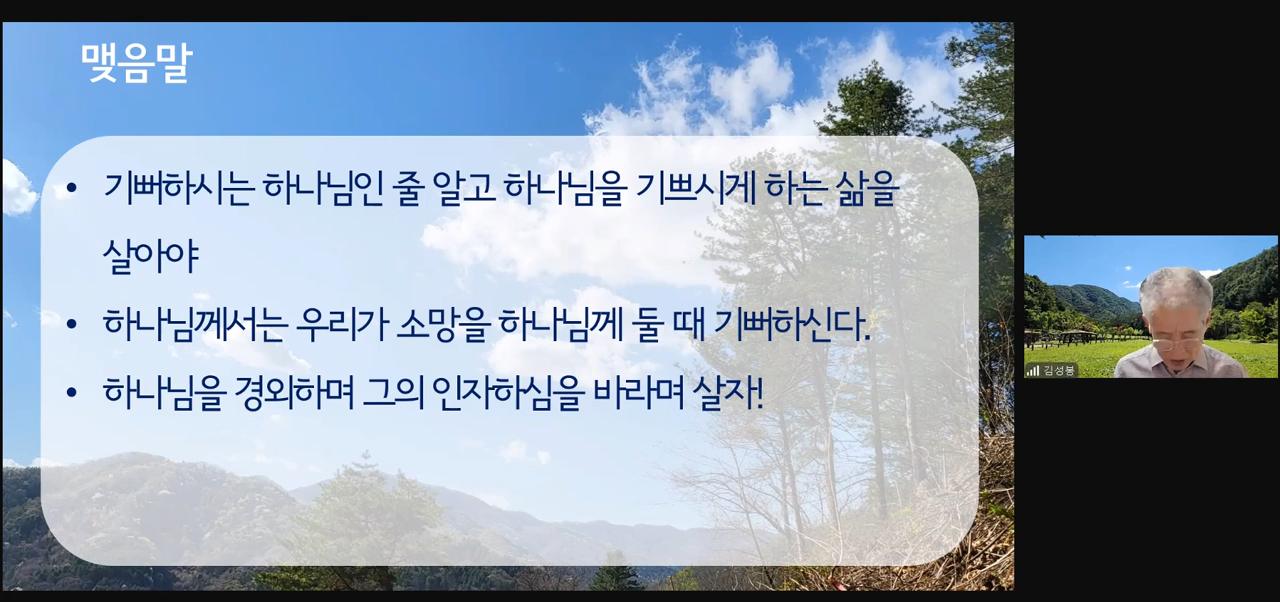 맺음말
• 기뻐하시는 하나님인 줄 알고 하나님을 기쁘시게 하는 삶을
살아야
• 하나님께서는 우리가 소망을 하나님께 둘 때 기뻐하신다.
• 하나님을 경외하며 그의 인자하심을 바라며 살자!
김성봉